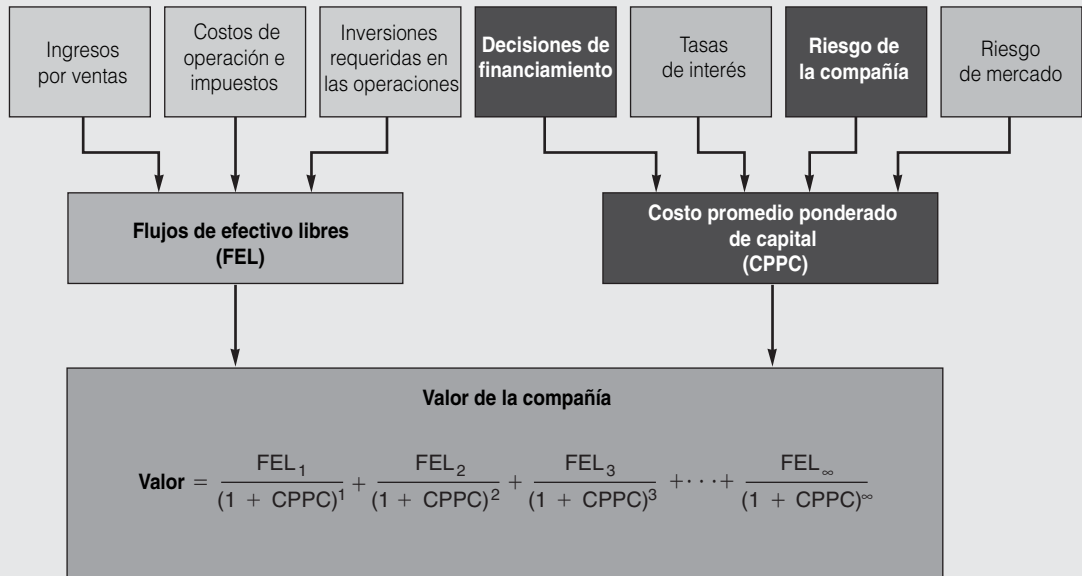 Ingresos
por ventas
Costos de
operación e
impuestos
Inversiones
requeridas en
las operaciones
Decisiones de
financiamiento
Tasas
de interés
Riesgo de
la compañía
Riesgo
de mercado
Flujos de efectivo libres
(FEL)
Costo promedio ponderado
de capital
(CPPC)
Valor de la compañía
Valor = FEL₁ / (1 + CPPC)¹ + FEL₂ / (1 + CPPC)² + FEL₃ / (1 + CPPC)³ + · · · + FEL∞ / (1 + CPPC)^∞